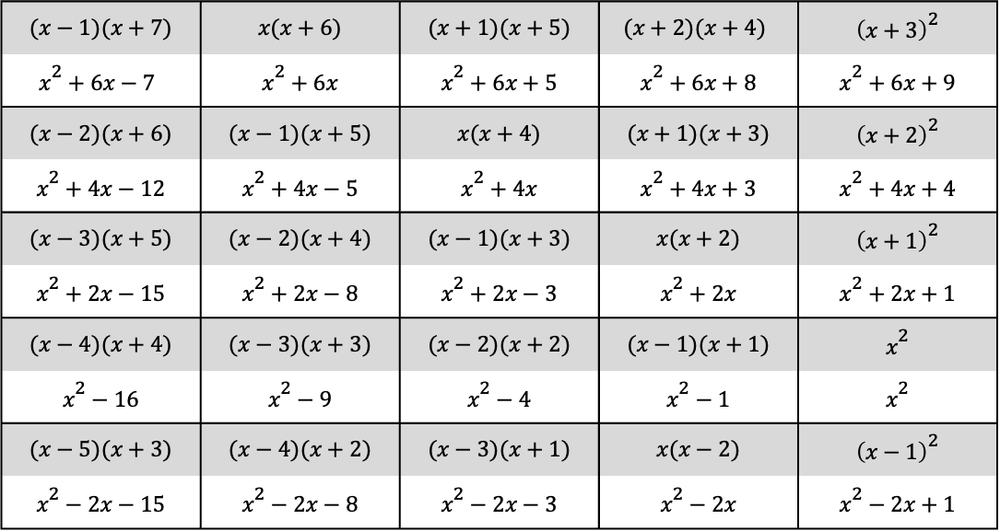 (x − 1)(x + 7) x(x + 6) (x + 1)(x + 5) (x + 2)(x + 4) (x + 3)²
x² + 6x − 7 x² + 6x x² + 6x + 5 x² + 6x + 8 x² + 6x + 9
(x − 2)(x + 6) (x − 1)(x + 5) x(x + 4) (x + 1)(x + 3) (x + 2)²
x² + 4x − 12 x² + 4x − 5 x² + 4x x² + 4x + 3 x² + 4x + 4
(x − 3)(x + 5) (x − 2)(x + 4) (x − 1)(x + 3) x(x + 2) (x + 1)²
x² + 2x − 15 x² + 2x − 8 x² + 2x − 3 x² + 2x x² + 2x + 1
(x − 4)(x + 4) (x − 3)(x + 3) (x − 2)(x + 2) (x − 1)(x + 1) x²
x² − 16 x² − 9 x² − 4 x² − 1 x²
(x − 5)(x + 3) (x − 4)(x + 2) (x − 3)(x + 1) x(x − 2) (x − 1)²
x² − 2x − 15 x² − 2x − 8 x² − 2x − 3 x² − 2x x² − 2x + 1